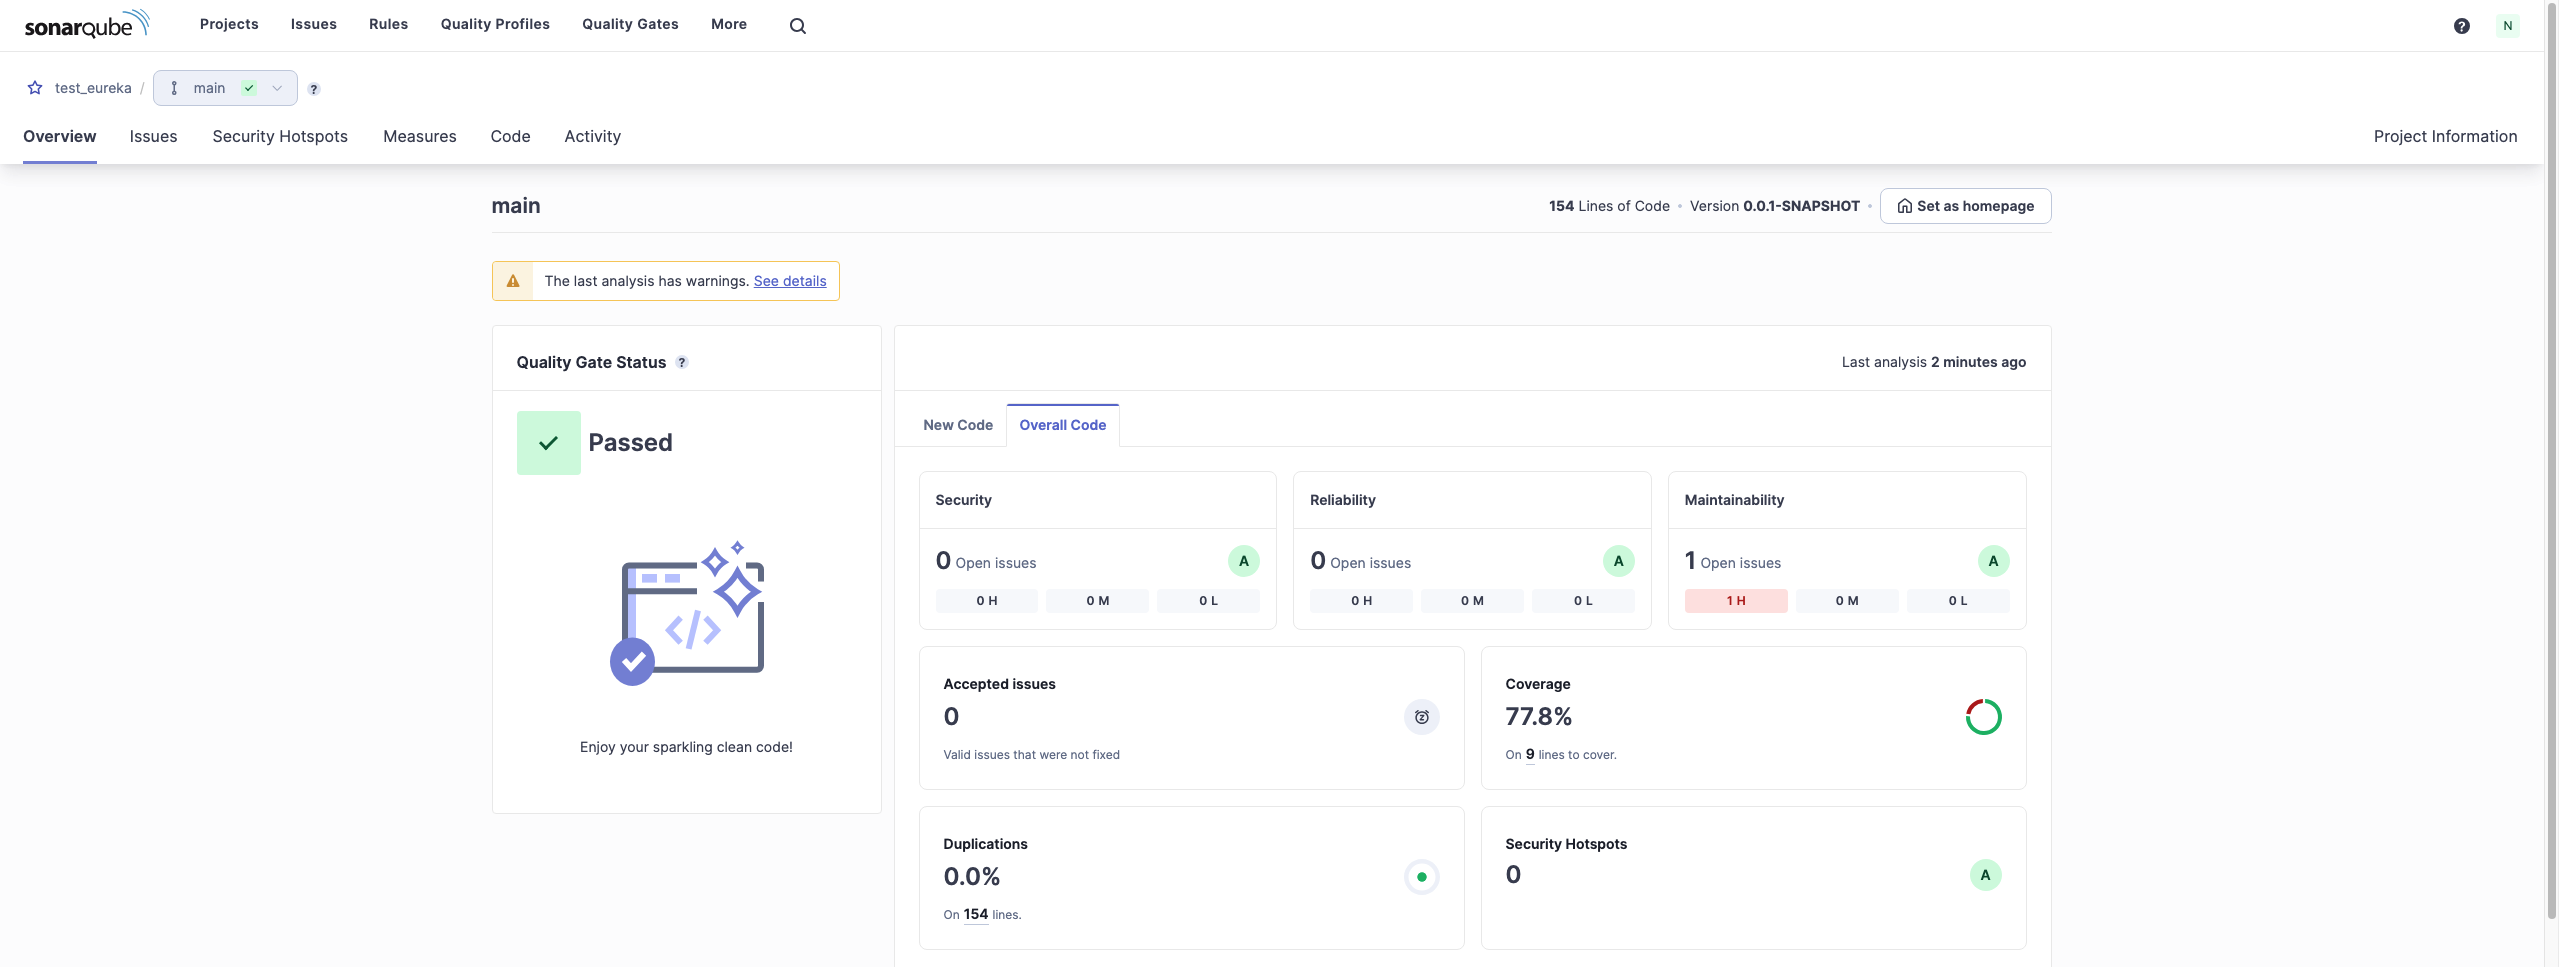 sonarqube Projects Issues Rules Quality Profiles Quality Gates More ? N
test_eureka / main ?
Overview Issues Security Hotspots Measures Code Activity Project Information
main 154 Lines of Code • Version 0.0.1-SNAPSHOT • Set as homepage
The last analysis has warnings. See details
Quality Gate Status ?
Passed
Enjoy your sparkling clean code!
Last analysis 2 minutes ago
New Code Overall Code
Security
0 Open issues A
0 H 0 M 0 L
Reliability
0 Open issues A
0 H 0 M 0 L
Maintainability
1 Open issues A
1 H 0 M 0 L
Accepted issues
0
Valid issues that were not fixed
Coverage
77.8%
On 9 lines to cover.
Duplications
0.0%
On 154 lines.
Security Hotspots
0 A